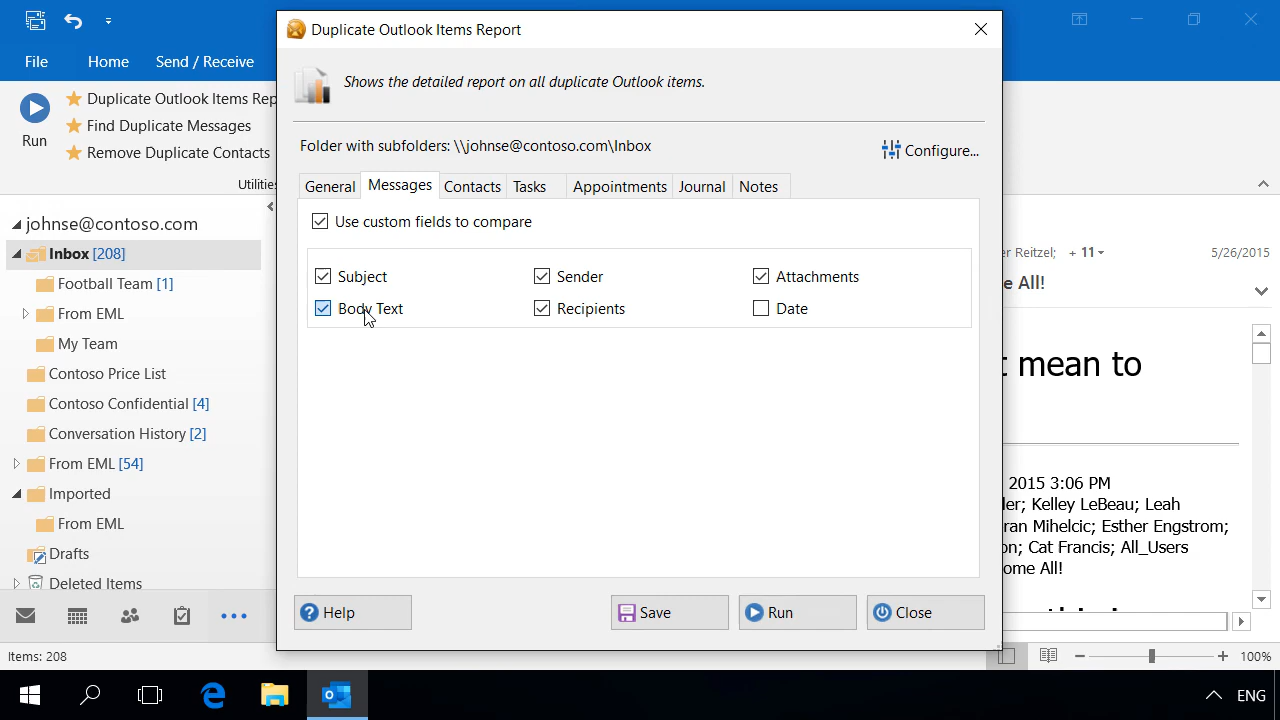 Duplicate Outlook Items Report
File Home Send / Receive
Shows the detailed report on all duplicate Outlook items.
Run
Duplicate Outlook Items Rep
Find Duplicate Messages
Remove Duplicate Contacts
Utilities
Folder with subfolders: \\johnse@contoso.com\Inbox
Configure...
General Messages Contacts Tasks Appointments Journal Notes
Use custom fields to compare
Subject Sender Attachments
Body Text Recipients Date
johnse@contoso.com
Inbox [208]
Football Team [1]
From EML
My Team
Contoso Price List
Contoso Confidential [4]
Conversation History [2]
From EML [54]
Imported
From EML
Drafts
Deleted Items
er Reitzel; + 11 5/26/2015
e All!
mean to
2015 3:06 PM
ler; Kelley LeBeau; Leah
ran Mihelcic; Esther Engstrom;
on; Cat Francis; All_Users
ome All!
Help Save Run Close
Items: 208
100%
ENG